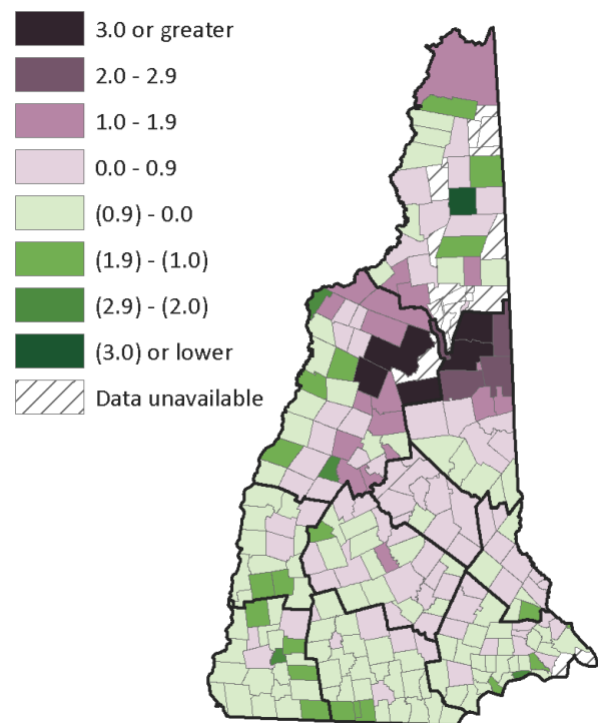 3.0 or greater
2.0 - 2.9
1.0 - 1.9
0.0 - 0.9
(0.9) - 0.0
(1.9) - (1.0)
(2.9) - (2.0)
(3.0) or lower
Data unavailable